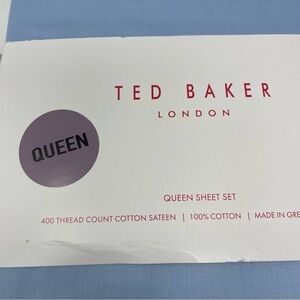 TED BAKER
LONDON
QUEEN
QUEEN SHEET SET
400 THREAD COUNT COTTON SATEEN | 100% COTTON | MADE IN GRE